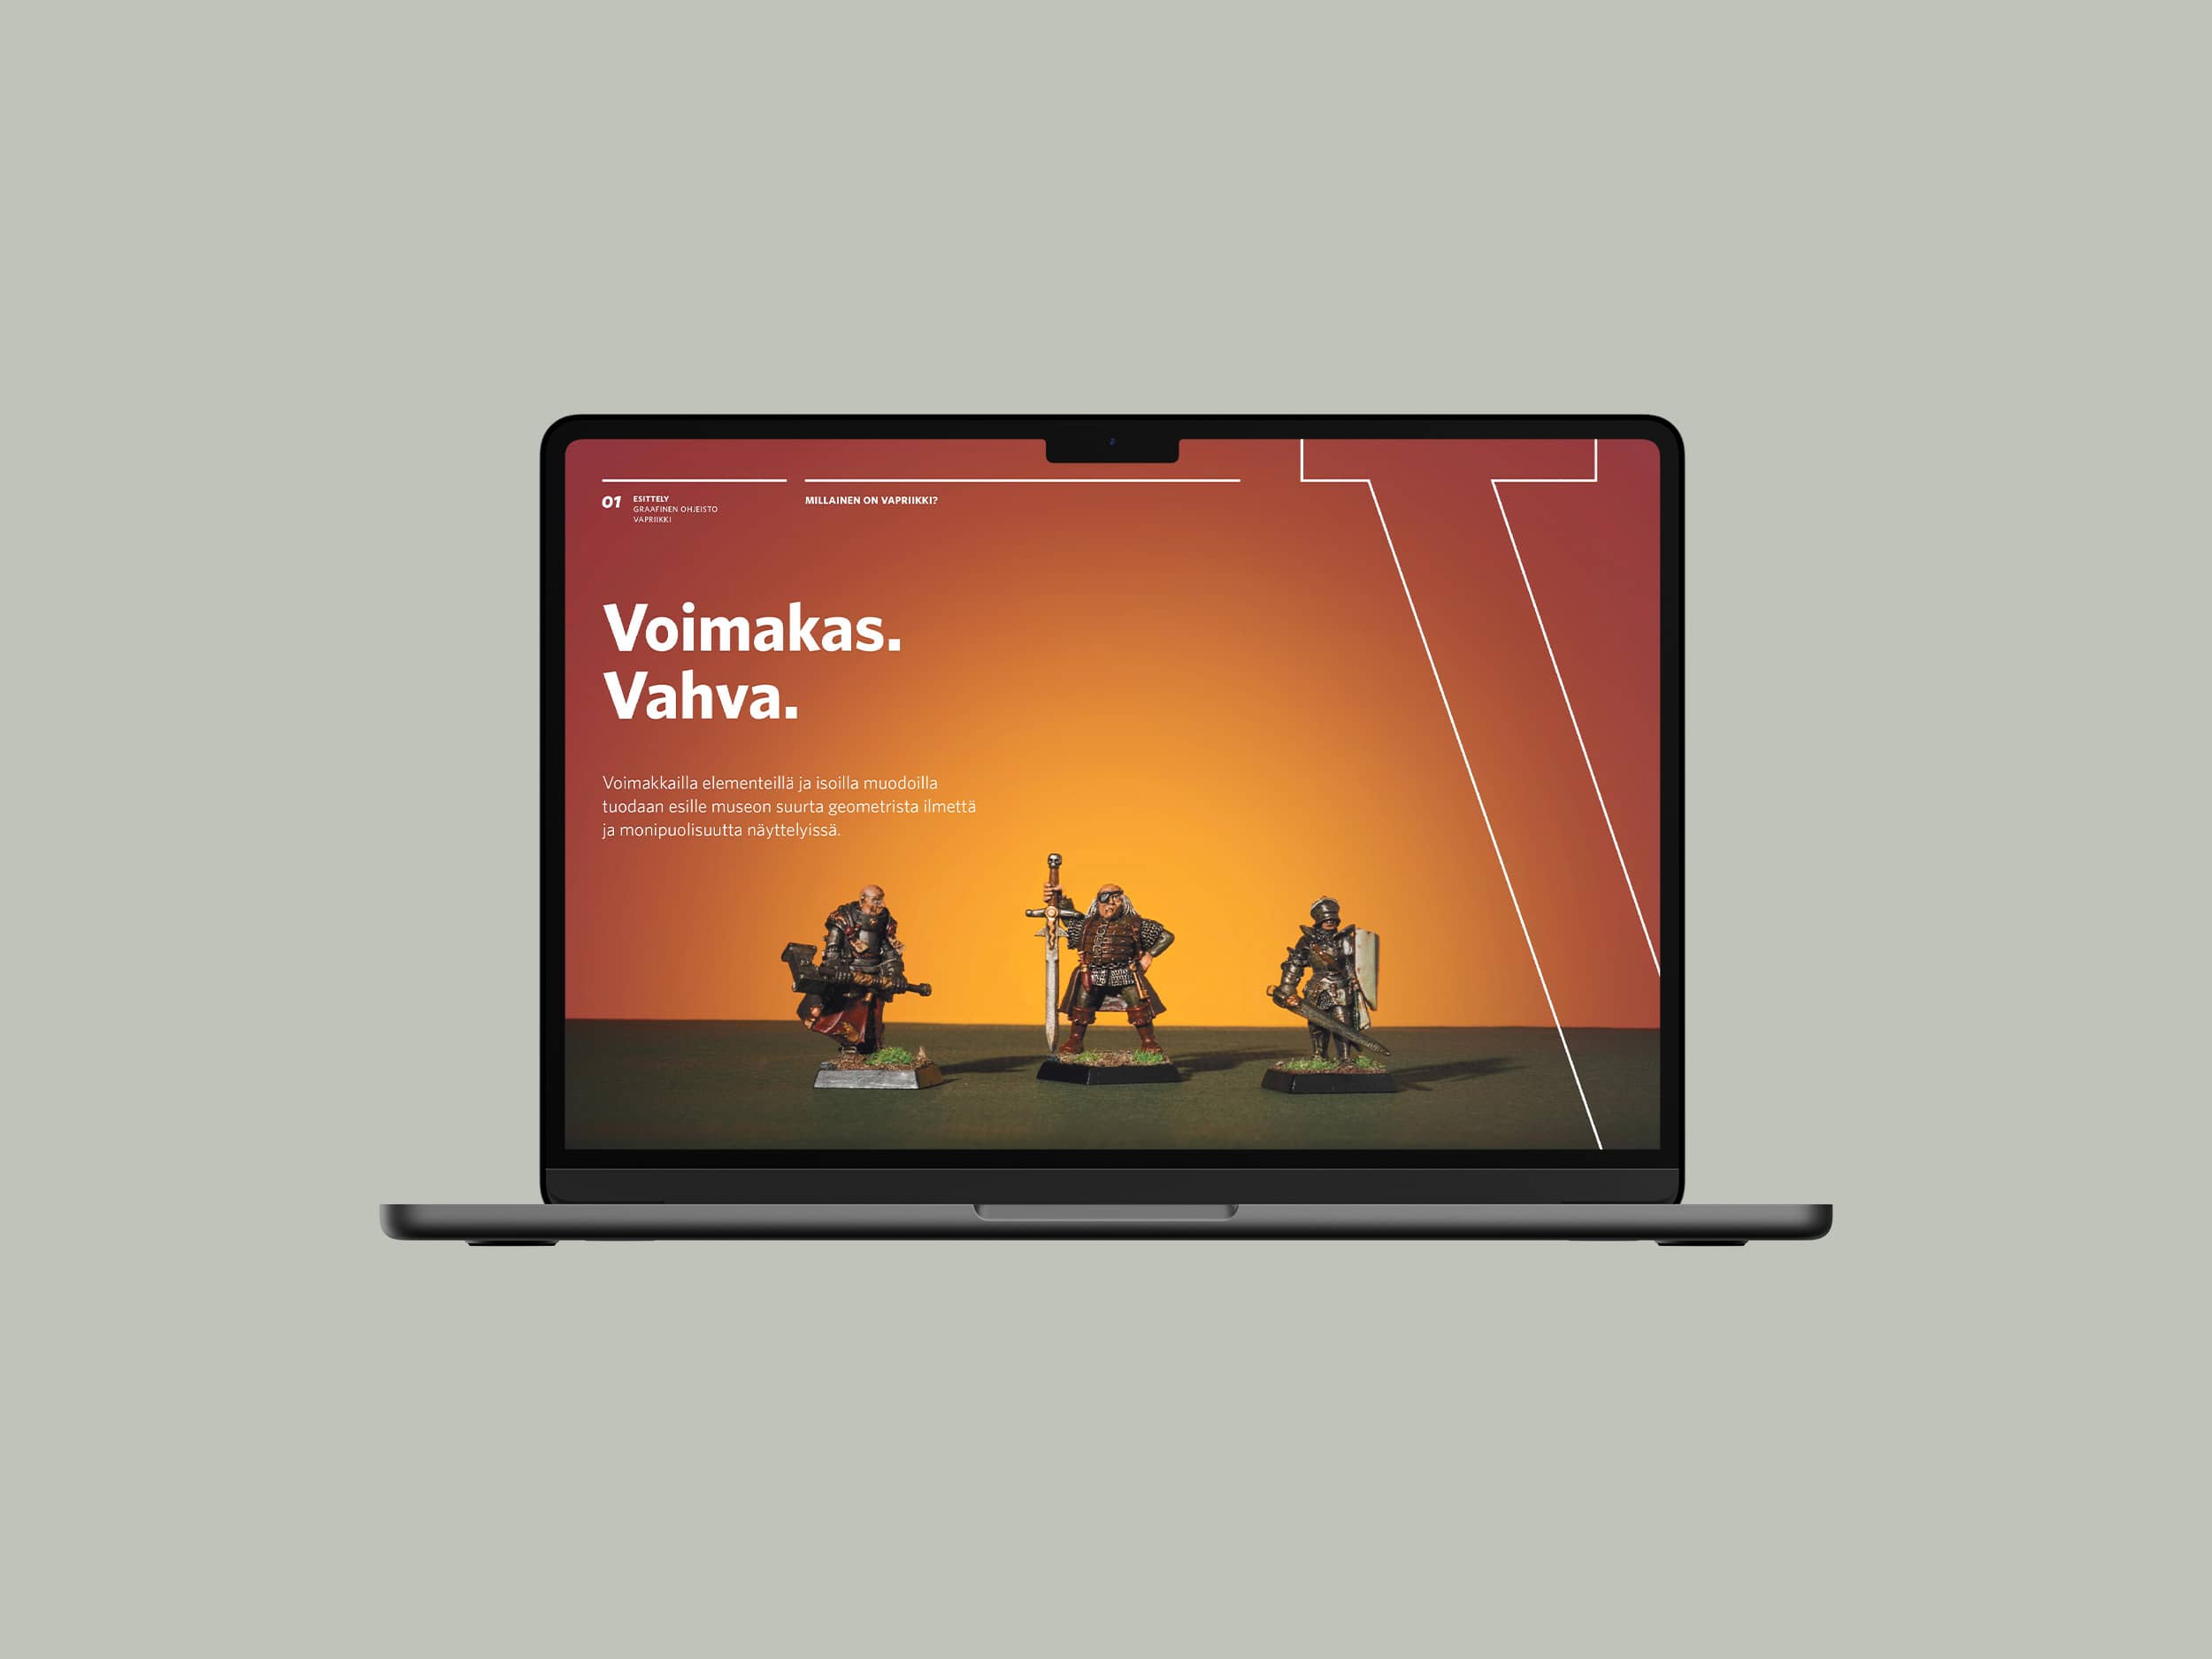 01
ESITTELY
GRAAFINEN OHJEISTO
VAPRIIKKI
MILLAINEN ON VAPRIIKKI?
Voimakas.
Vahva.
Voimakkailla elementeillä ja isoilla muodoilla
tuodaan esille museon suurta geometrista ilmettä
ja monipuolisuutta näyttelyissä.